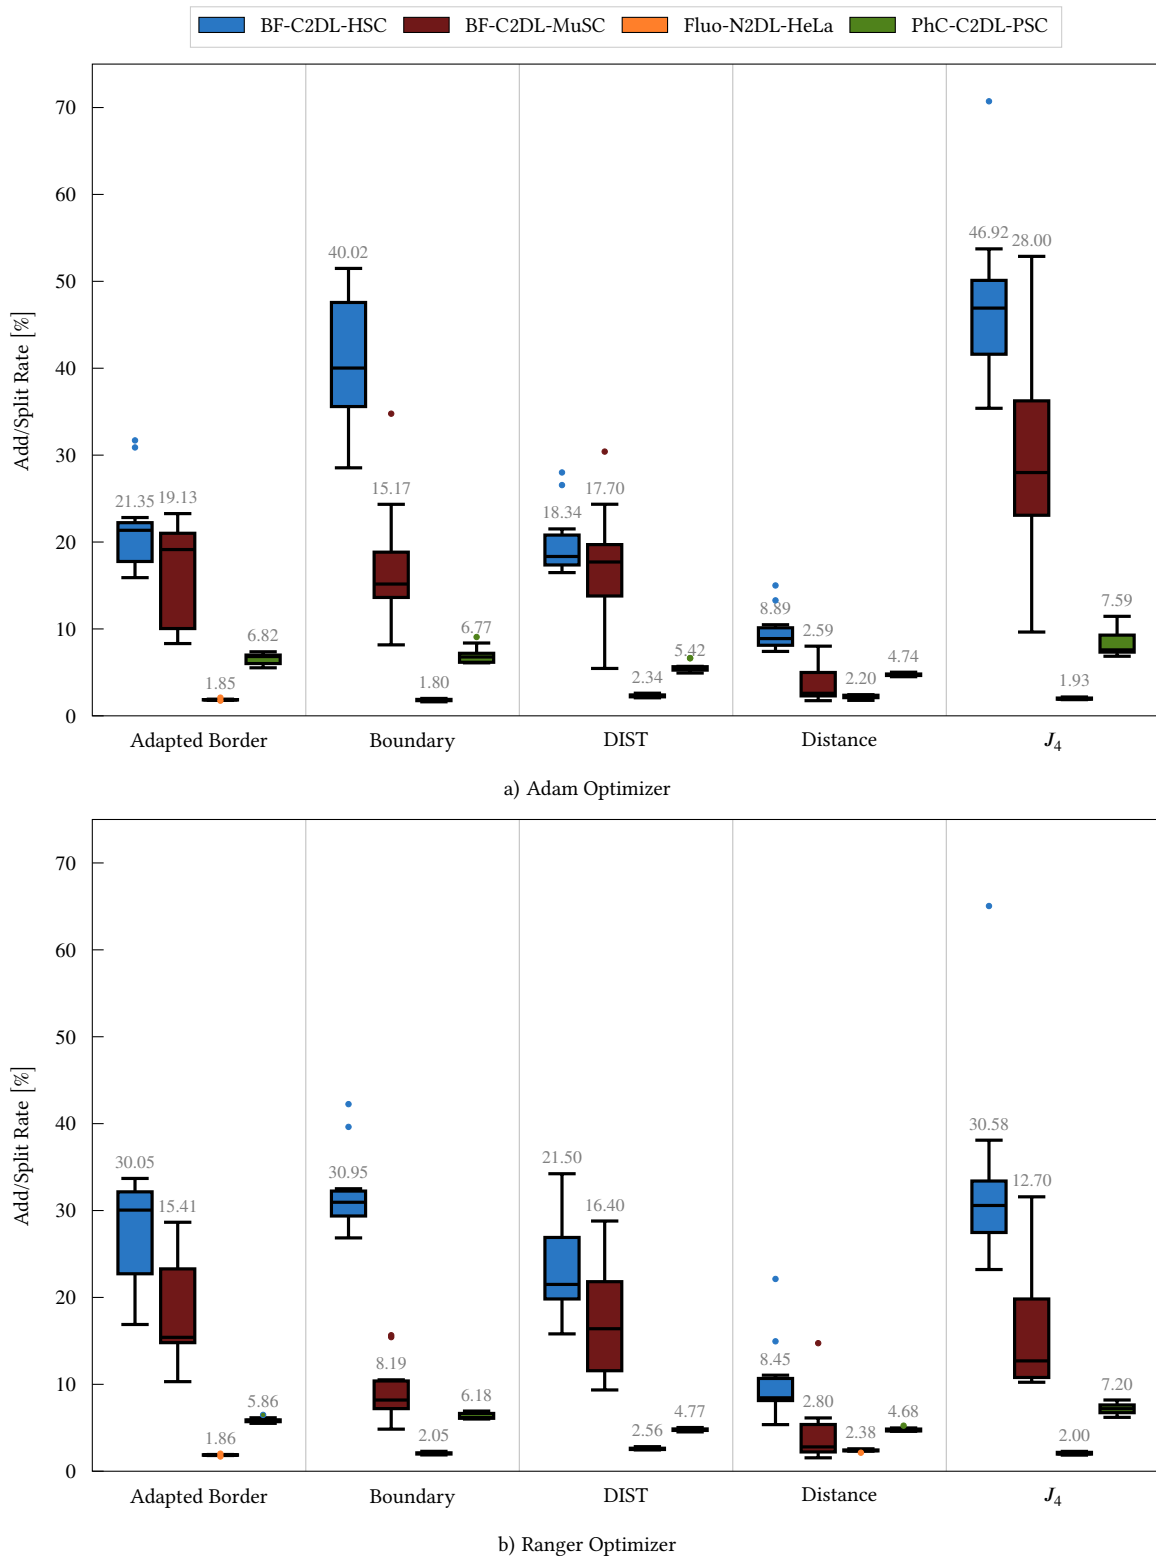 BF-C2DL-HSC BF-C2DL-MuSC Fluo-N2DL-HeLa PhC-C2DL-PSC
Add/Split Rate [%]
70
60
50
40
30
20
10
0
21.35 19.13 1.85 6.82
40.02 15.17 1.80 6.77
18.34 17.70 2.34 5.42
8.89 2.59 2.20 4.74
46.92 28.00 1.93 7.59
Adapted Border Boundary DIST Distance J₄
a) Adam Optimizer
Add/Split Rate [%]
70
60
50
40
30
20
10
0
30.05 15.41 1.86 5.86
30.95 8.19 2.05 6.18
21.50 16.40 2.56 4.77
8.45 2.80 2.38 4.68
30.58 12.70 2.00 7.20
Adapted Border Boundary DIST Distance J₄
b) Ranger Optimizer